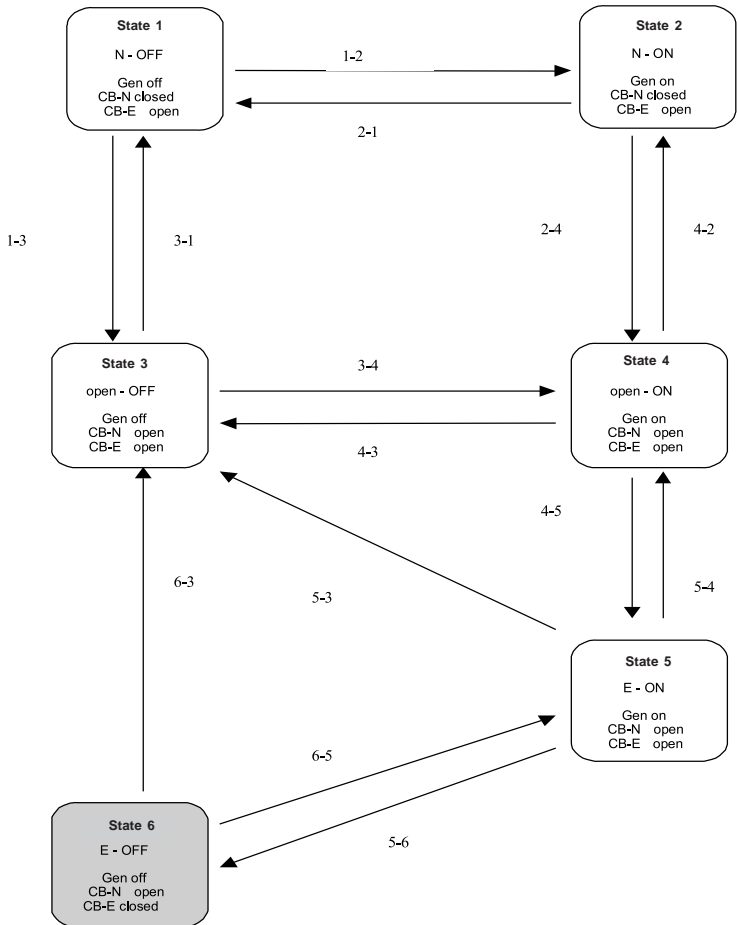 State 1
N - OFF
Gen off
CB-N closed
CB-E open
1-2
2-1
State 2
N - ON
Gen on
CB-N closed
CB-E open
1-3
3-1
2-4
4-2
State 3
open - OFF
Gen off
CB-N open
CB-E open
3-4
4-3
State 4
open - ON
Gen on
CB-N open
CB-E open
4-5
5-4
6-3
5-3
State 5
E - ON
Gen on
CB-N open
CB-E open
6-5
5-6
State 6
E - OFF
Gen off
CB-N open
CB-E closed